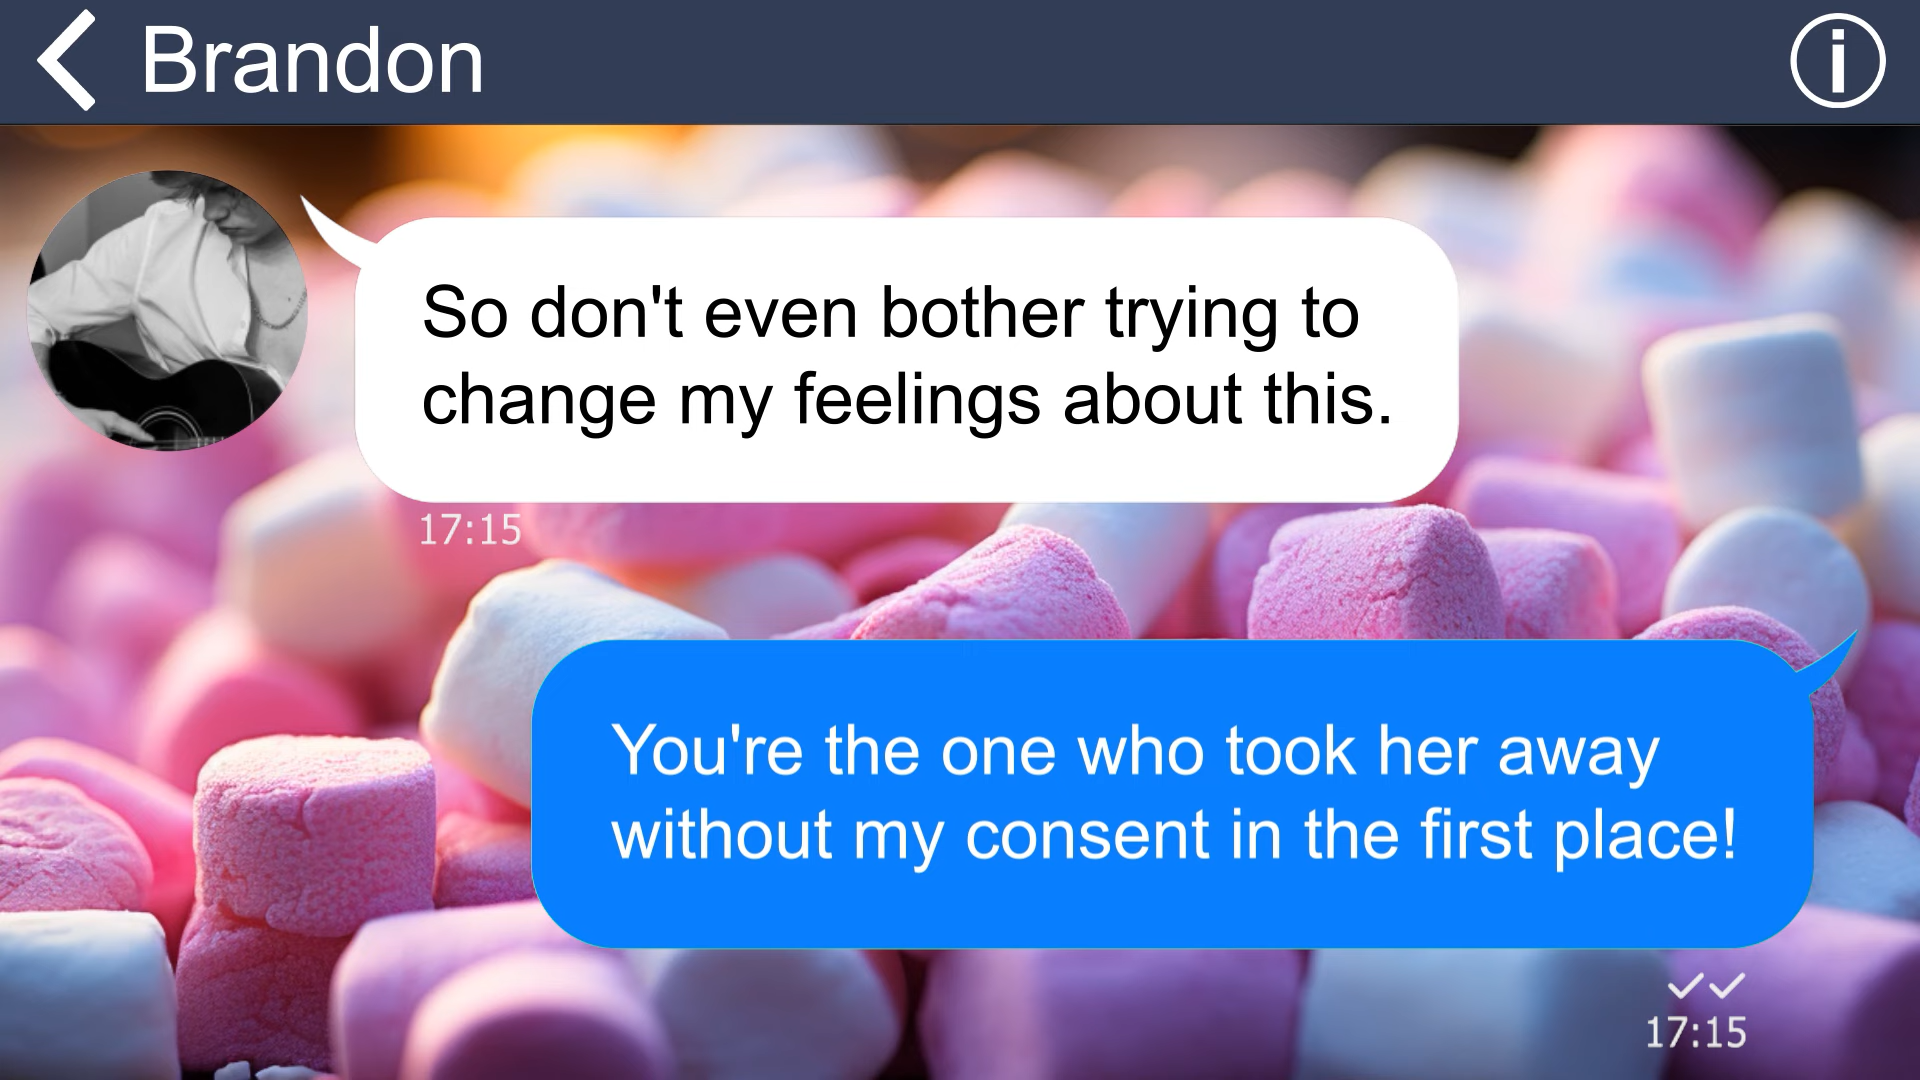 Brandon
So don't even bother trying to
change my feelings about this.
17:15
You're the one who took her away
without my consent in the first place!
17:15